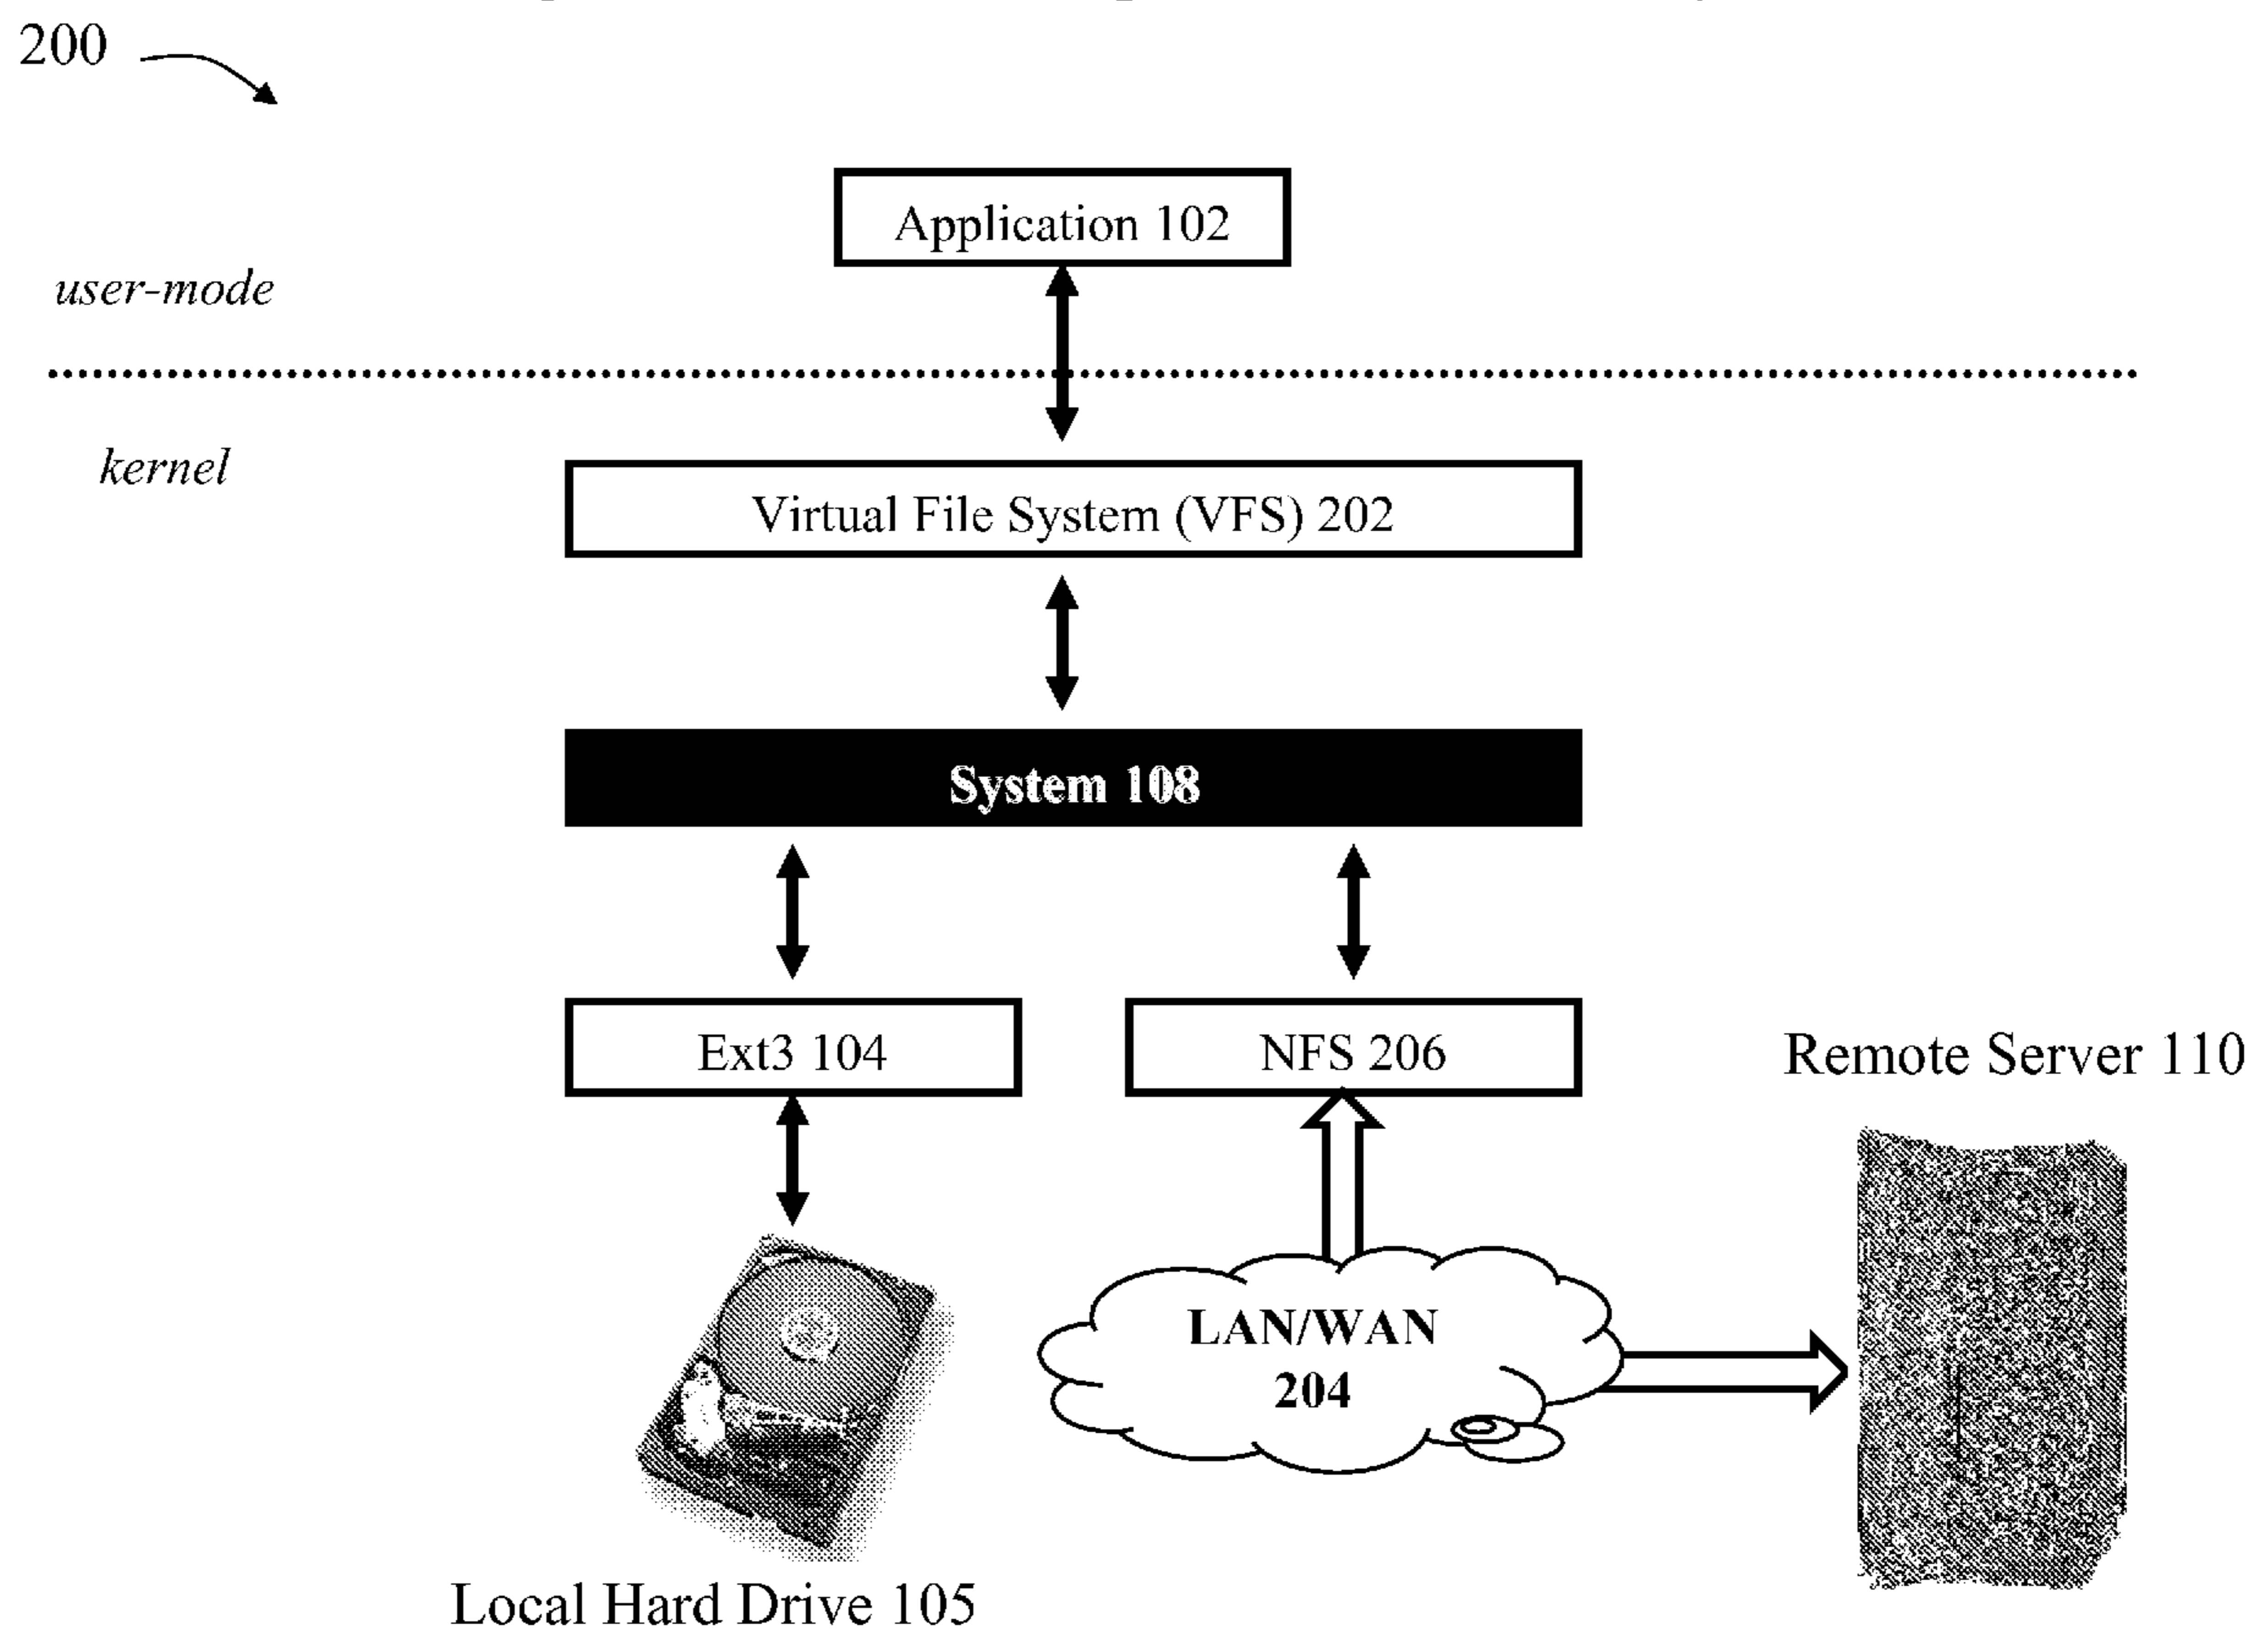 200
Application 102
user-mode
kernel
Virtual File System (VFS) 202
System 108
Ext3 104
NFS 206
Remote Server 110
LAN/WAN
204
Local Hard Drive 105